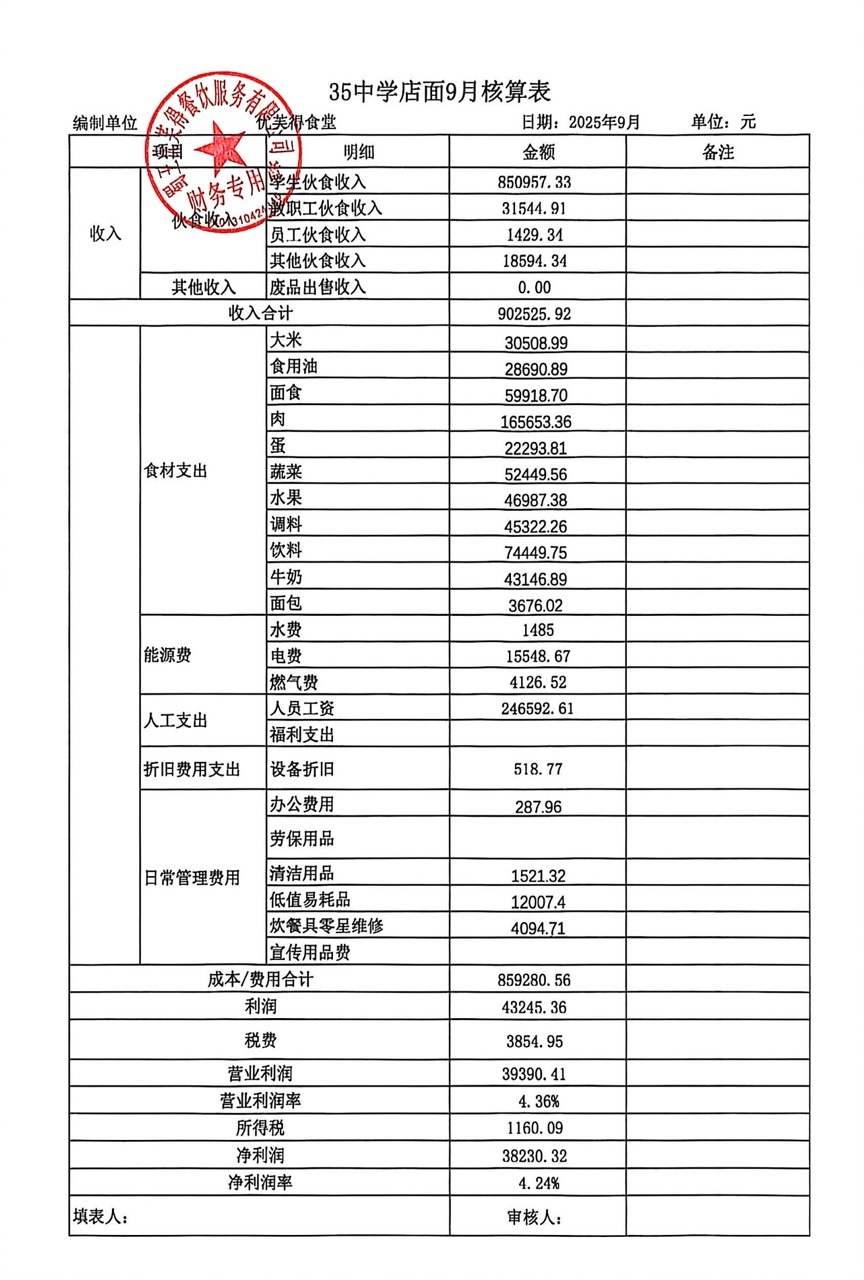 35中学店面9月核算表
编制单位 优芙得食堂 日期：2025年9月 单位：元
项目 明细 金额 备注
收入 伙食收入 学生伙食收入 850957.33
教职工伙食收入 31544.91
员工伙食收入 1429.34
其他伙食收入 18594.34
其他收入 废品出售收入 0.00
收入合计 902525.92
食材支出 大米 30508.99
食用油 28690.89
面食 59918.70
肉 165653.36
蛋 22293.81
蔬菜 52449.56
水果 46987.38
调料 45322.26
饮料 74449.75
牛奶 43146.89
面包 3676.02
能源费 水费 1485
电费 15548.67
燃气费 4126.52
人工支出 人员工资 246592.61
福利支出
折旧费用支出 设备折旧 518.77
日常管理费用 办公费用 287.96
劳保用品
清洁用品 1521.32
低值易耗品 12007.4
炊餐具零星维修 4094.71
宣传用品费
成本/费用合计 859280.56
利润 43245.36
税费 3854.95
营业利润 39390.41
营业利润率 4.36%
所得税 1160.09
净利润 38230.32
净利润率 4.24%
填表人： 审核人：
餐饮服务有限公司
财务专用